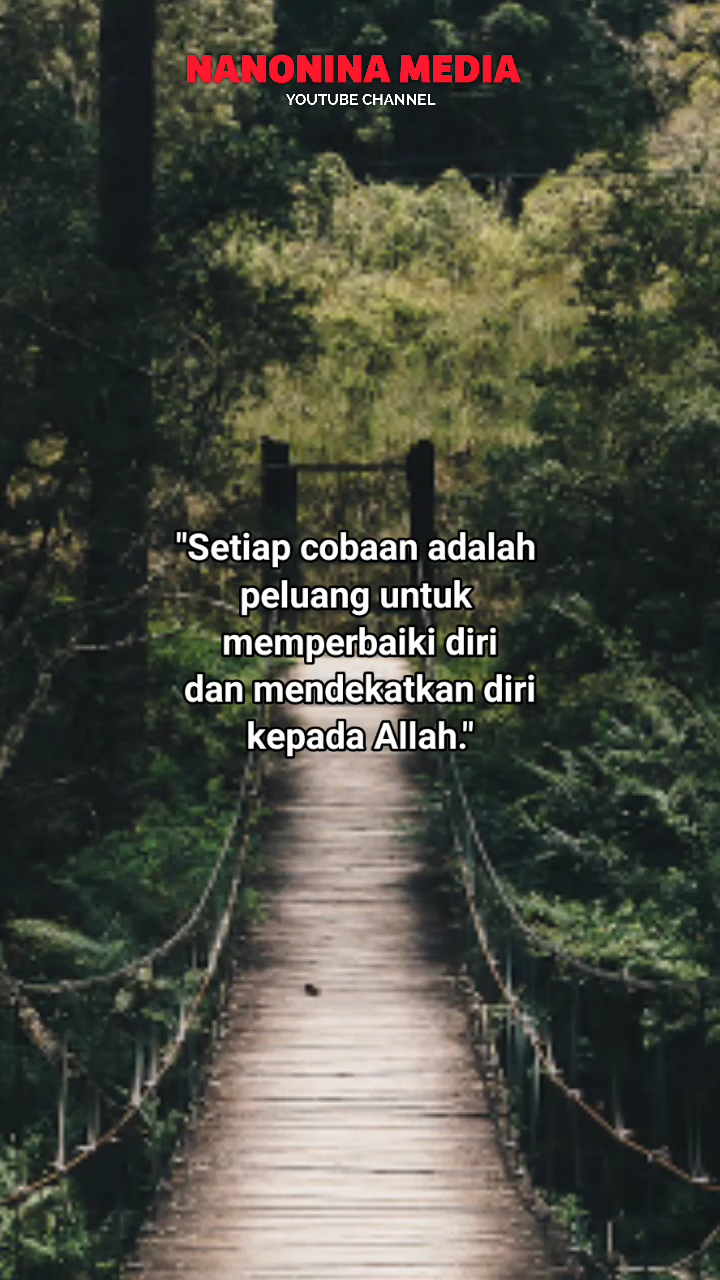 NANONINA MEDIA
YOUTUBE CHANNEL
"Setiap cobaan adalah
peluang untuk
memperbaiki diri
dan mendekatkan diri
kepada Allah."